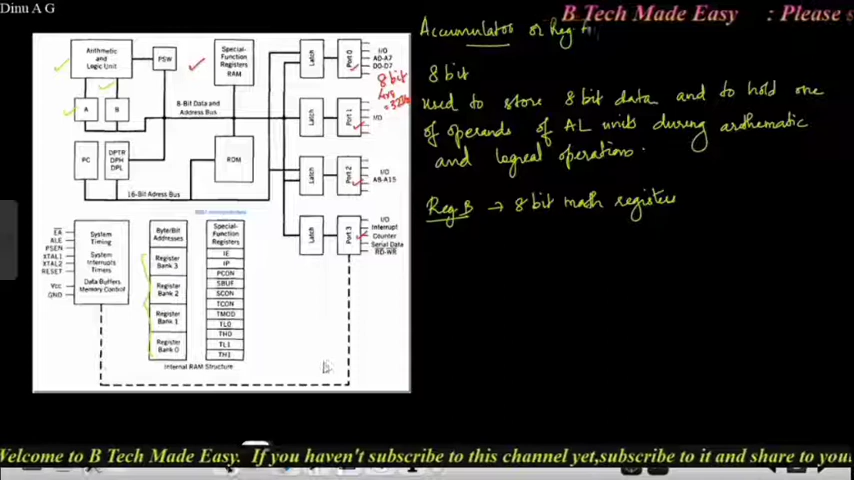 Dinu A G
B Tech Made Easy : Please s
Arithmetic
and
Logic Unit
PSW
Special-
Function
Registers
RAM
Latch
Port 0
I/O
A0-A7
D0-D7
8 bit
A
B
8-Bit Data and
Address Bus
Latch
Port 1
I/O
PC
DPTR
DPH
DPL
ROM
Latch
Port 2
I/O
A8-A15
16-Bit Adress Bus
EA
ALE
PSEN
XTAL1
XTAL2
RESET
Vcc
GND
System
Timing
System
Interrupts
Timers
Data Buffers
Memory Control
Byte/Bit
Addresses
Register
Bank 3
Register
Bank 2
Register
Bank 1
Register
Bank 0
Special-
Function
Registers
IE
IP
PCON
SBUF
SCON
TCON
TMOD
TL0
TH0
TL1
TH1
Latch
Port 3
I/O
Interrupt
Counter
Serial Data
RD-WR
Internal RAM Structure
Accumulator or Reg
8 bit
used to store 8 bit data and to hold one
of operands of AL units during arthematic
and logical operations.
Reg B → 8 bit math registers
Welcome to B Tech Made Easy. If you haven't subscribe to this channel yet,subscribe to it and share to you